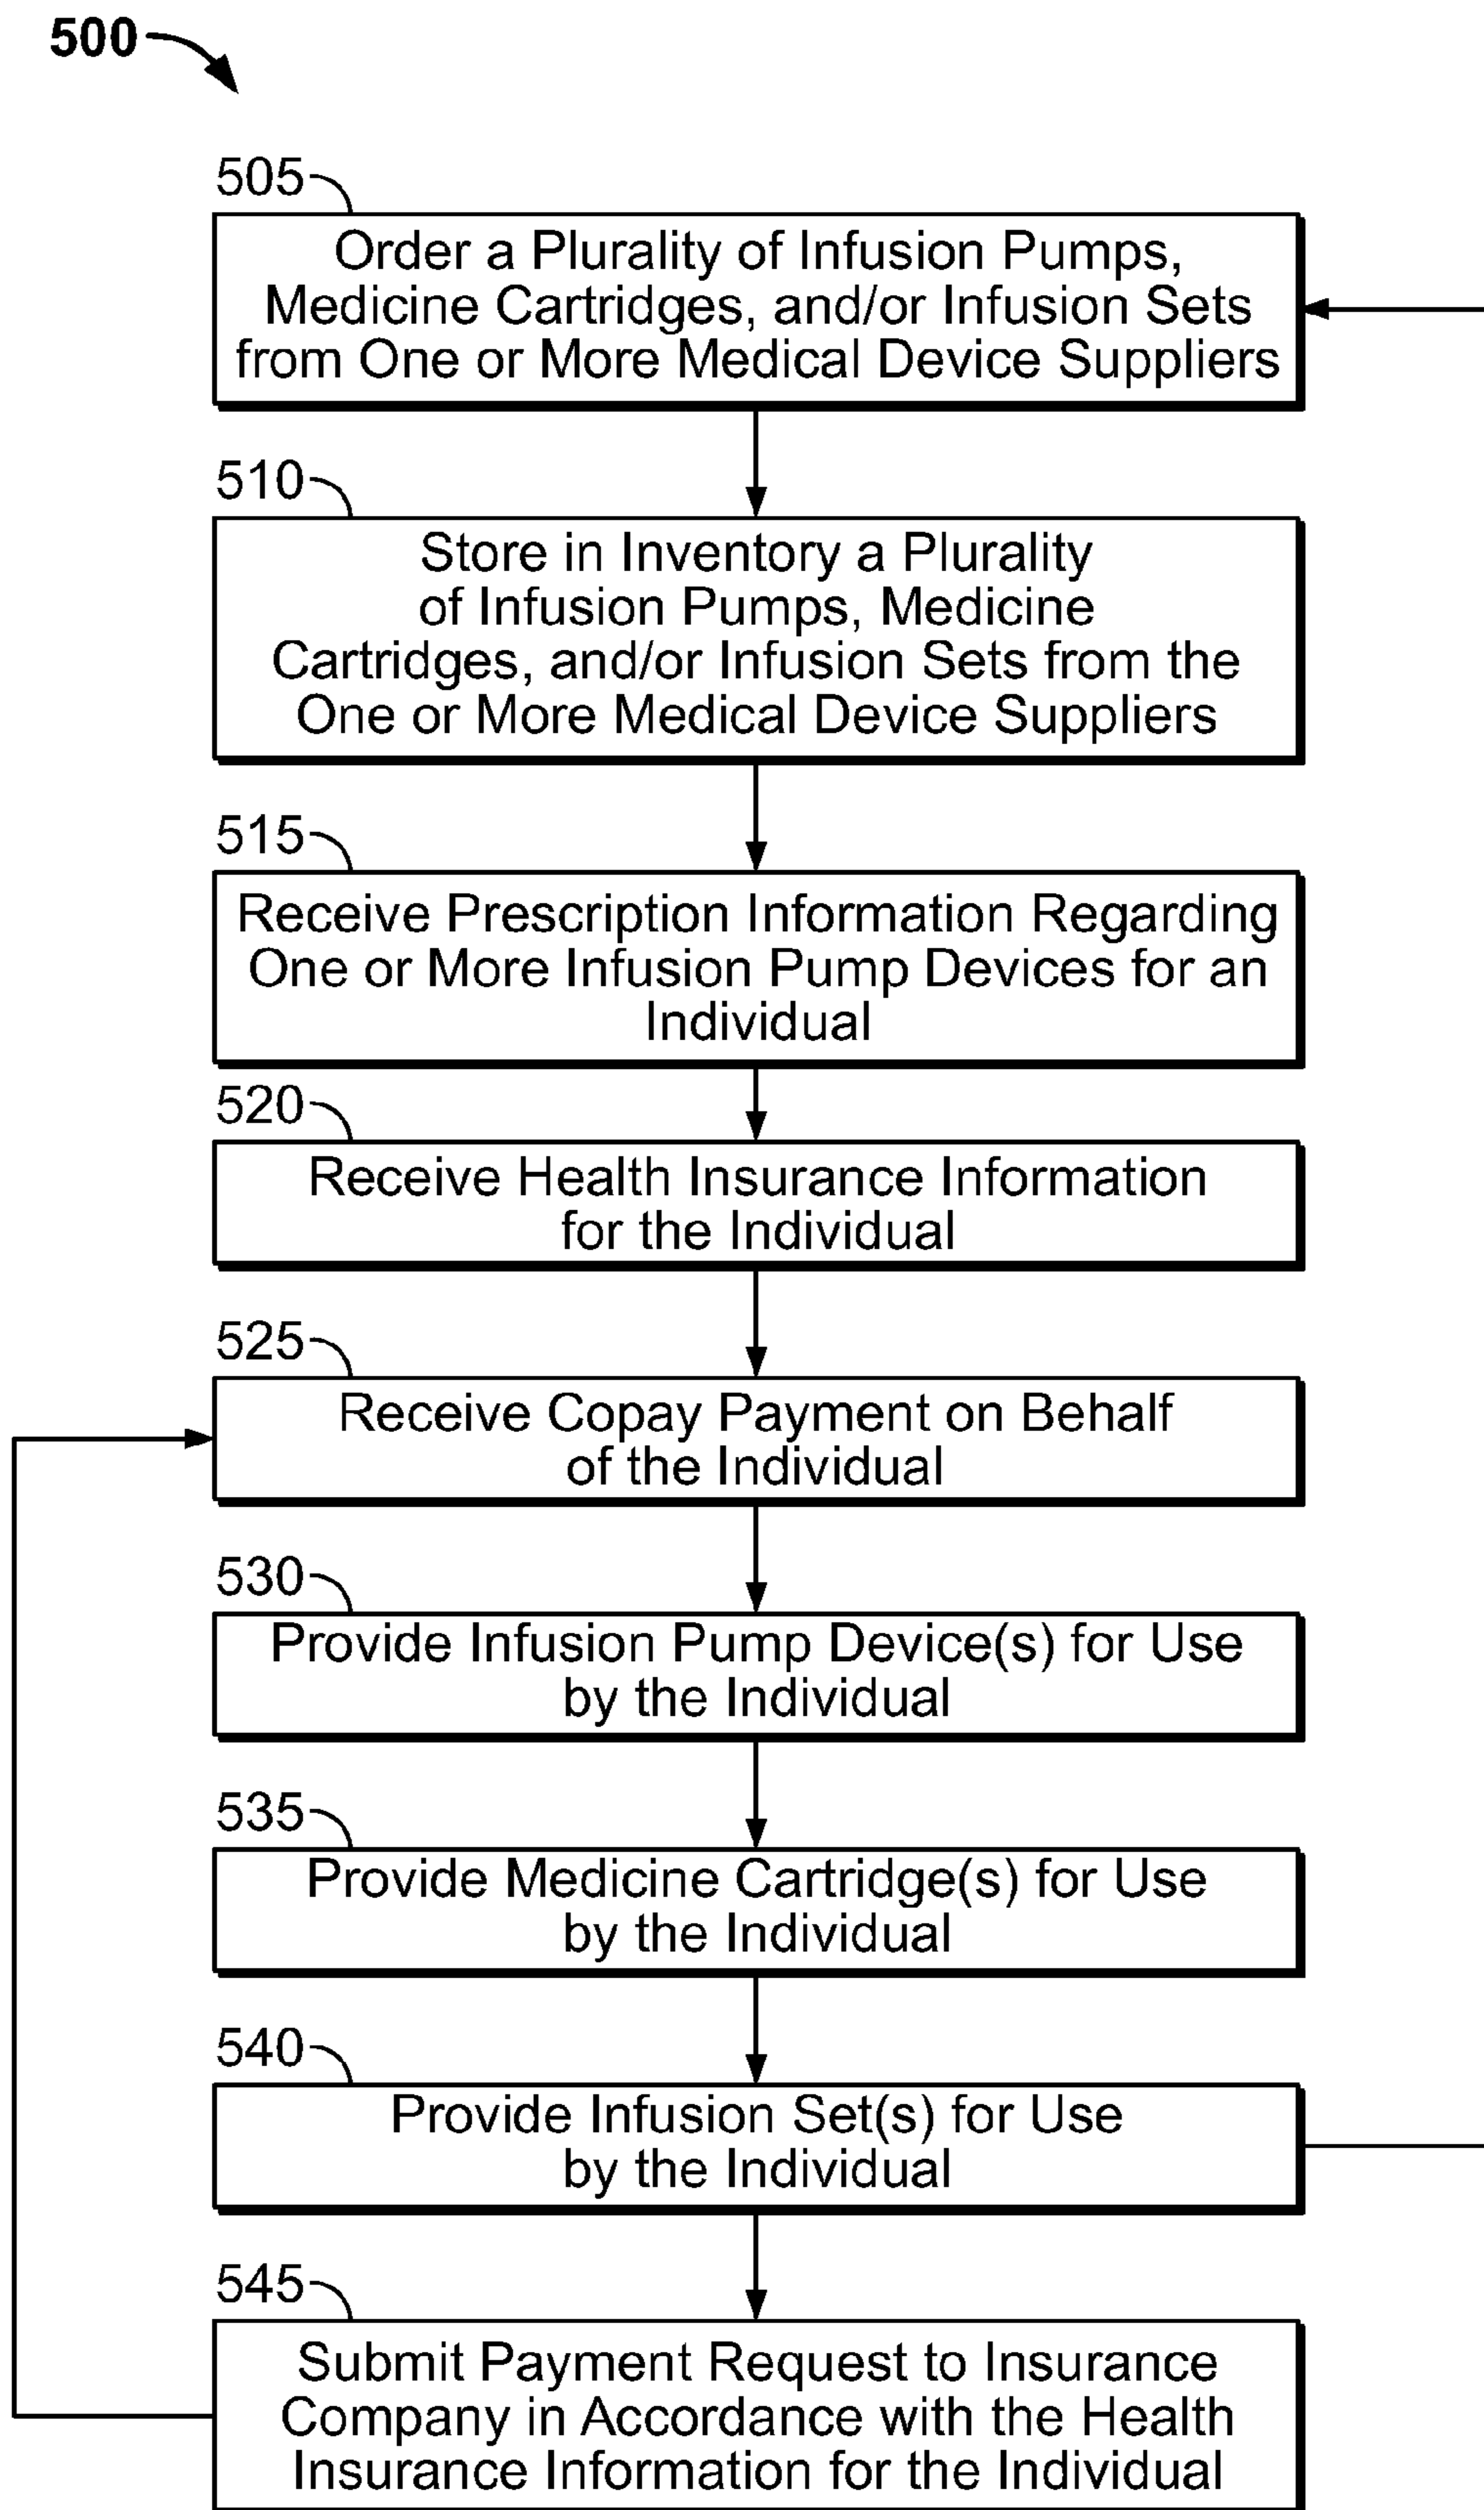 500
505
Order a Plurality of Infusion Pumps,
Medicine Cartridges, and/or Infusion Sets
from One or More Medical Device Suppliers
510
Store in Inventory a Plurality
of Infusion Pumps, Medicine
Cartridges, and/or Infusion Sets from the
One or More Medical Device Suppliers
515
Receive Prescription Information Regarding
One or More Infusion Pump Devices for an
Individual
520
Receive Health Insurance Information
for the Individual
525
Receive Copay Payment on Behalf
of the Individual
530
Provide Infusion Pump Device(s) for Use
by the Individual
535
Provide Medicine Cartridge(s) for Use
by the Individual
540
Provide Infusion Set(s) for Use
by the Individual
545
Submit Payment Request to Insurance
Company in Accordance with the Health
Insurance Information for the Individual